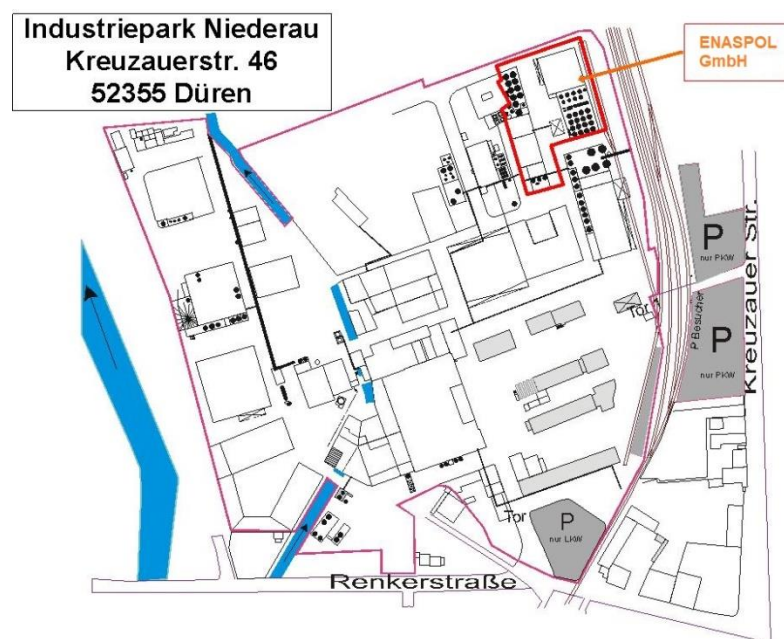 Industriepark Niederau
Kreuzauerstr. 46
52355 Düren
ENASPOL
GmbH
P
nur PKW
Kreuzauer Str.
Tor 1
P Besucher
P
nur PKW
Tor
P
nur LKW
Renkerstraße